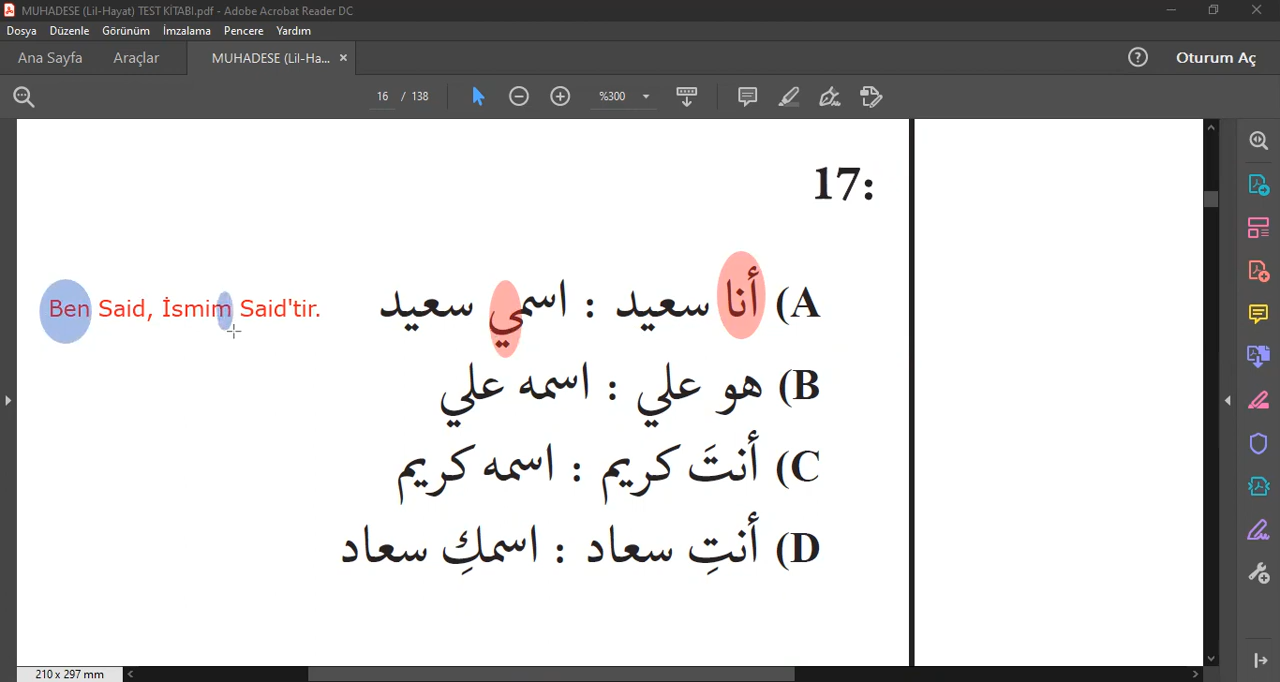 MUHADESE (Lil-Hayat) TEST KİTABI.pdf - Adobe Acrobat Reader DC
Dosya Düzenle Görünüm İmzalama Pencere Yardım
Ana Sayfa Araçlar MUHADESE (Lil-Ha... × ? Oturum Aç
16 / 138 %300
17:
A) أنا سعيد : اسمي سعيد
Ben Said, İsmim Said'tir.
B) هو علي : اسمه علي
C) أنتَ كريم : اسمه كريم
D) أنتِ سعاد : اسمكِ سعاد
210 x 297 mm